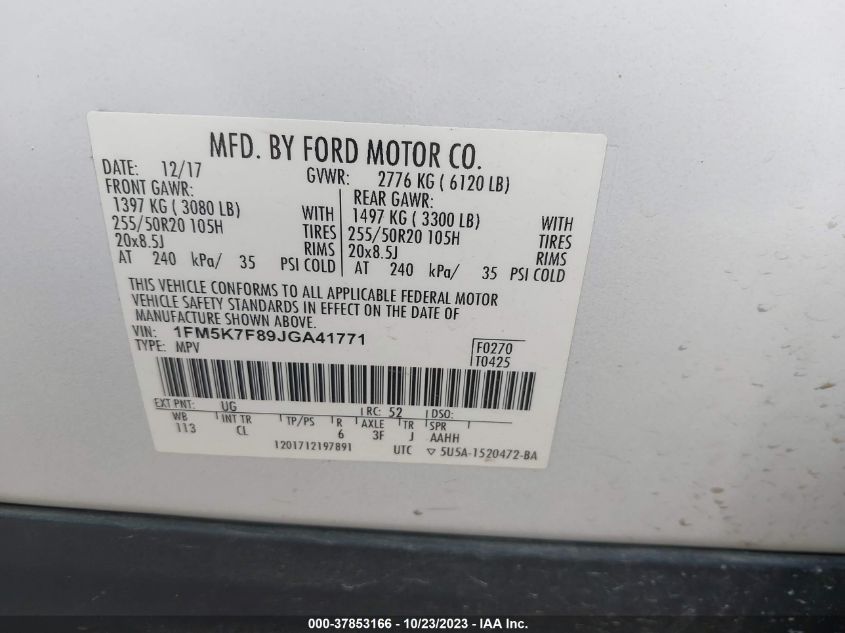 MFD. BY FORD MOTOR CO.
DATE: 12/17 GVWR: 2776 KG ( 6120 LB)
FRONT GAWR: REAR GAWR:
1397 KG ( 3080 LB) WITH 1497 KG ( 3300 LB) WITH
255/50R20 105H TIRES 255/50R20 105H TIRES
20x8.5J RIMS 20x8.5J RIMS
AT 240 kPa/ 35 PSI COLD AT 240 kPa/ 35 PSI COLD
THIS VEHICLE CONFORMS TO ALL APPLICABLE FEDERAL MOTOR
VEHICLE SAFETY STANDARDS IN EFFECT ON THE DATE OF
MANUFACTURE SHOWN ABOVE.
VIN: 1FM5K7F89JGA41771
TYPE: MPV
F0270
T0425
EXT PNT: UG RC: 52 DSO:
WB INT TR TP/PS R AXLE TR SPR
113 CL 6 3F J AAHH
1201712197891 UTC ▽ 5U5A-1520472-BA
000-37853166 - 10/23/2023 - IAA Inc.